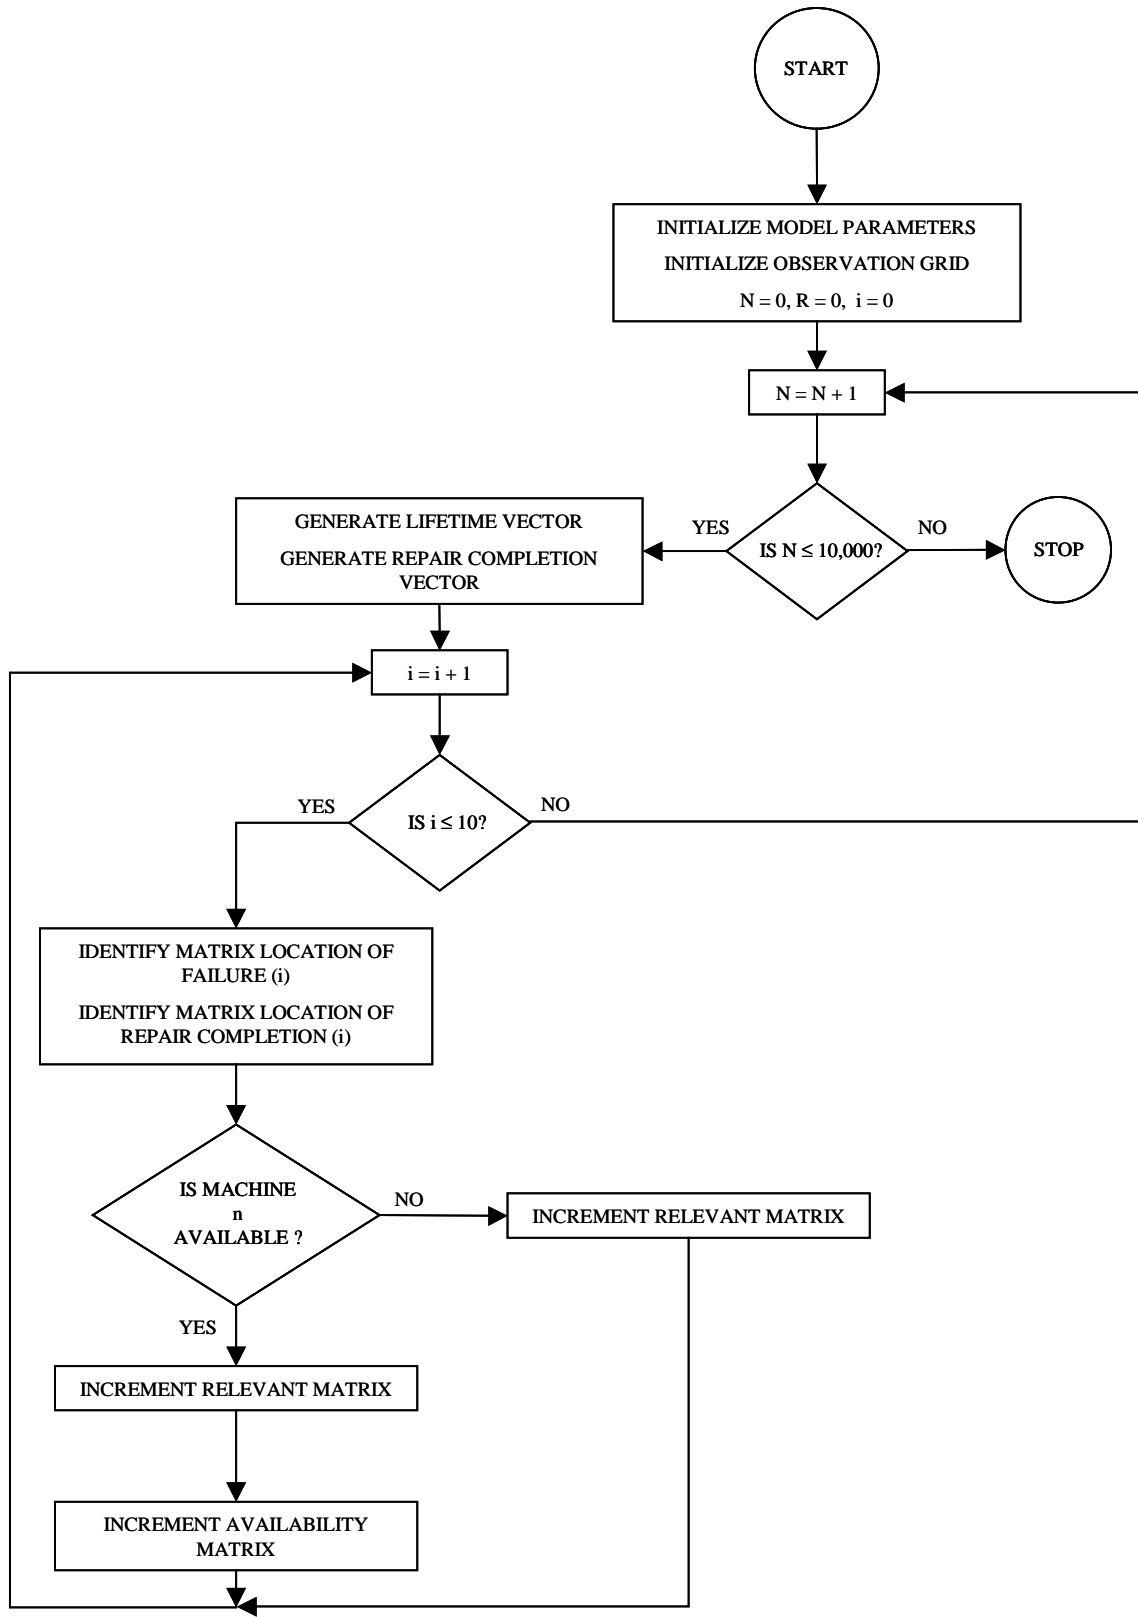 START
INITIALIZE MODEL PARAMETERS
INITIALIZE OBSERVATION GRID
N = 0, R = 0, i = 0
N = N + 1
IS N ≤ 10,000?
YES
NO
STOP
GENERATE LIFETIME VECTOR
GENERATE REPAIR COMPLETION
VECTOR
i = i + 1
IS i ≤ 10?
YES
NO
IDENTIFY MATRIX LOCATION OF
FAILURE (i)
IDENTIFY MATRIX LOCATION OF
REPAIR COMPLETION (i)
IS MACHINE
n
AVAILABLE ?
NO
INCREMENT RELEVANT MATRIX
YES
INCREMENT RELEVANT MATRIX
INCREMENT AVAILABILITY
MATRIX